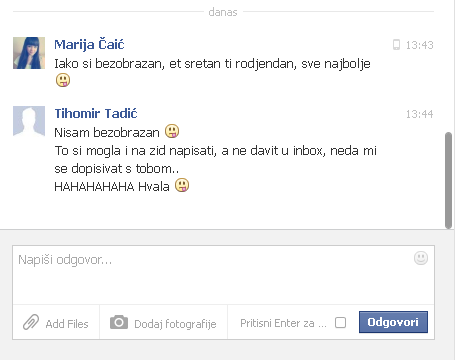 danas
Marija Čaić 13:43
Iako si bezobrazan, et sretan ti rodjendan, sve najbolje
Tihomir Tadić 13:44
Nisam bezobrazan
To si mogla i na zid napisati, a ne davit u inbox, neda mi
se dopisivat s tobom..
HAHAHAHAHA Hvala
Napiši odgovor...
Add Files Dodaj fotografije Pritisni Enter za ... Odgovori